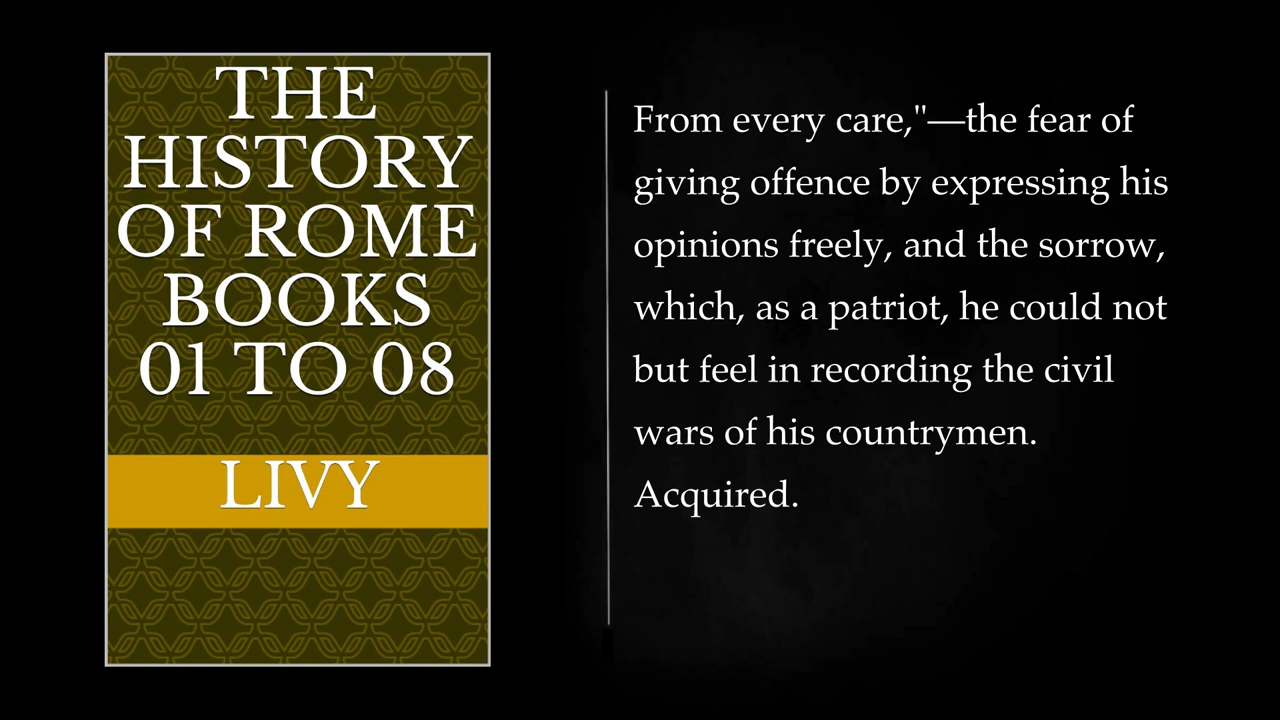 THE
HISTORY
OF ROME
BOOKS
01 TO 08
LIVY
From every care,"—the fear of
giving offence by expressing his
opinions freely, and the sorrow,
which, as a patriot, he could not
but feel in recording the civil
wars of his countrymen.
Acquired.